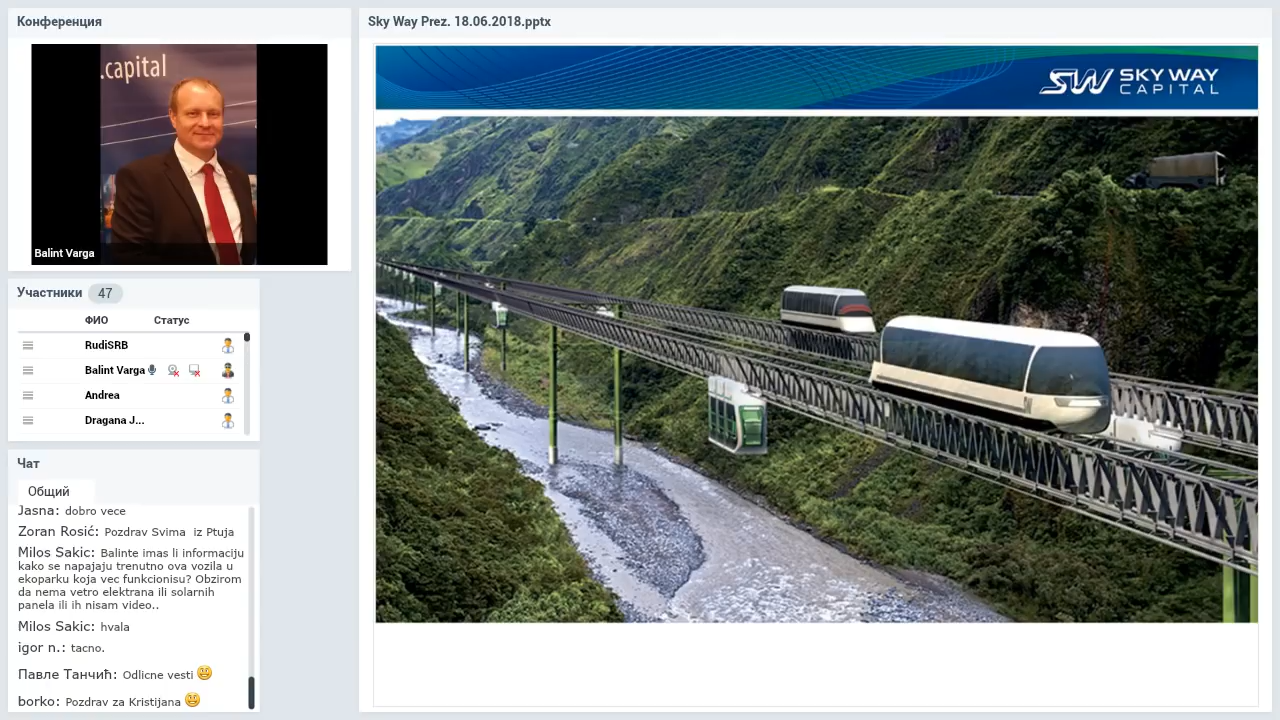 Конференция
.capital
Balint Varga
Участники 47
ФИО Статус
RudiSRB
Balint Varga
Andrea
Dragana J...
Чат
Общий
Jasna: dobro vece
Zoran Rosić: Pozdrav Svima iz Ptuja
Milos Sakic: Balinte imas li informaciju
kako se napajaju trenutno ova vozila u
ekoparku koja vec funkcionisu? Obzirom
da nema vetro elektrana ili solarnih
panela ili ih nisam video..
Milos Sakic: hvala
igor n.: tacno.
Павле Танчић: Odlicne vesti
borko: Pozdrav za Kristijana
Sky Way Prez. 18.06.2018.pptx
SW SKY WAY
CAPITAL